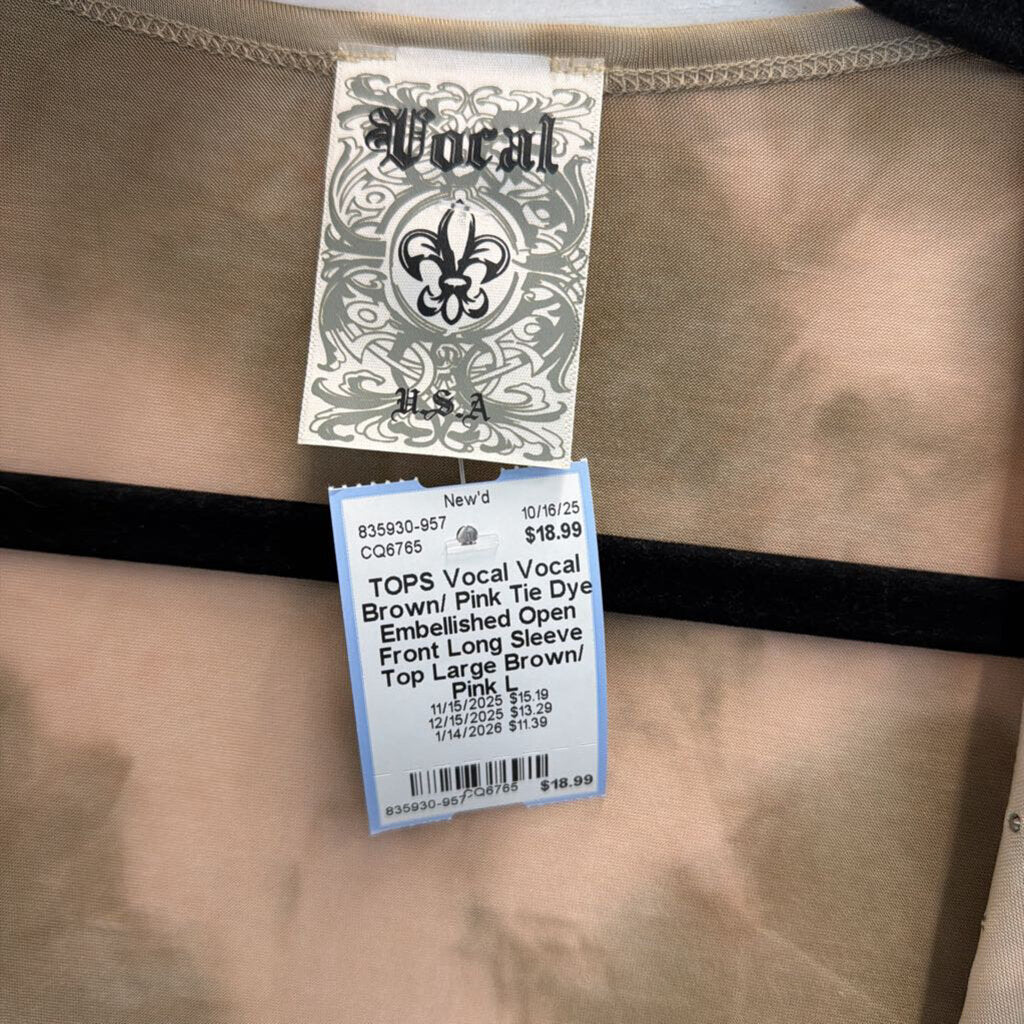 Vocal
U.S.A
New'd
835930-957 10/16/25
CQ6765 $18.99
TOPS Vocal Vocal
Brown/ Pink Tie Dye
Embellished Open
Front Long Sleeve
Top Large Brown/
Pink L
11/15/2025 $15.19
12/15/2025 $13.29
1/14/2026 $11.39
835930-957-CQ6765 $18.99